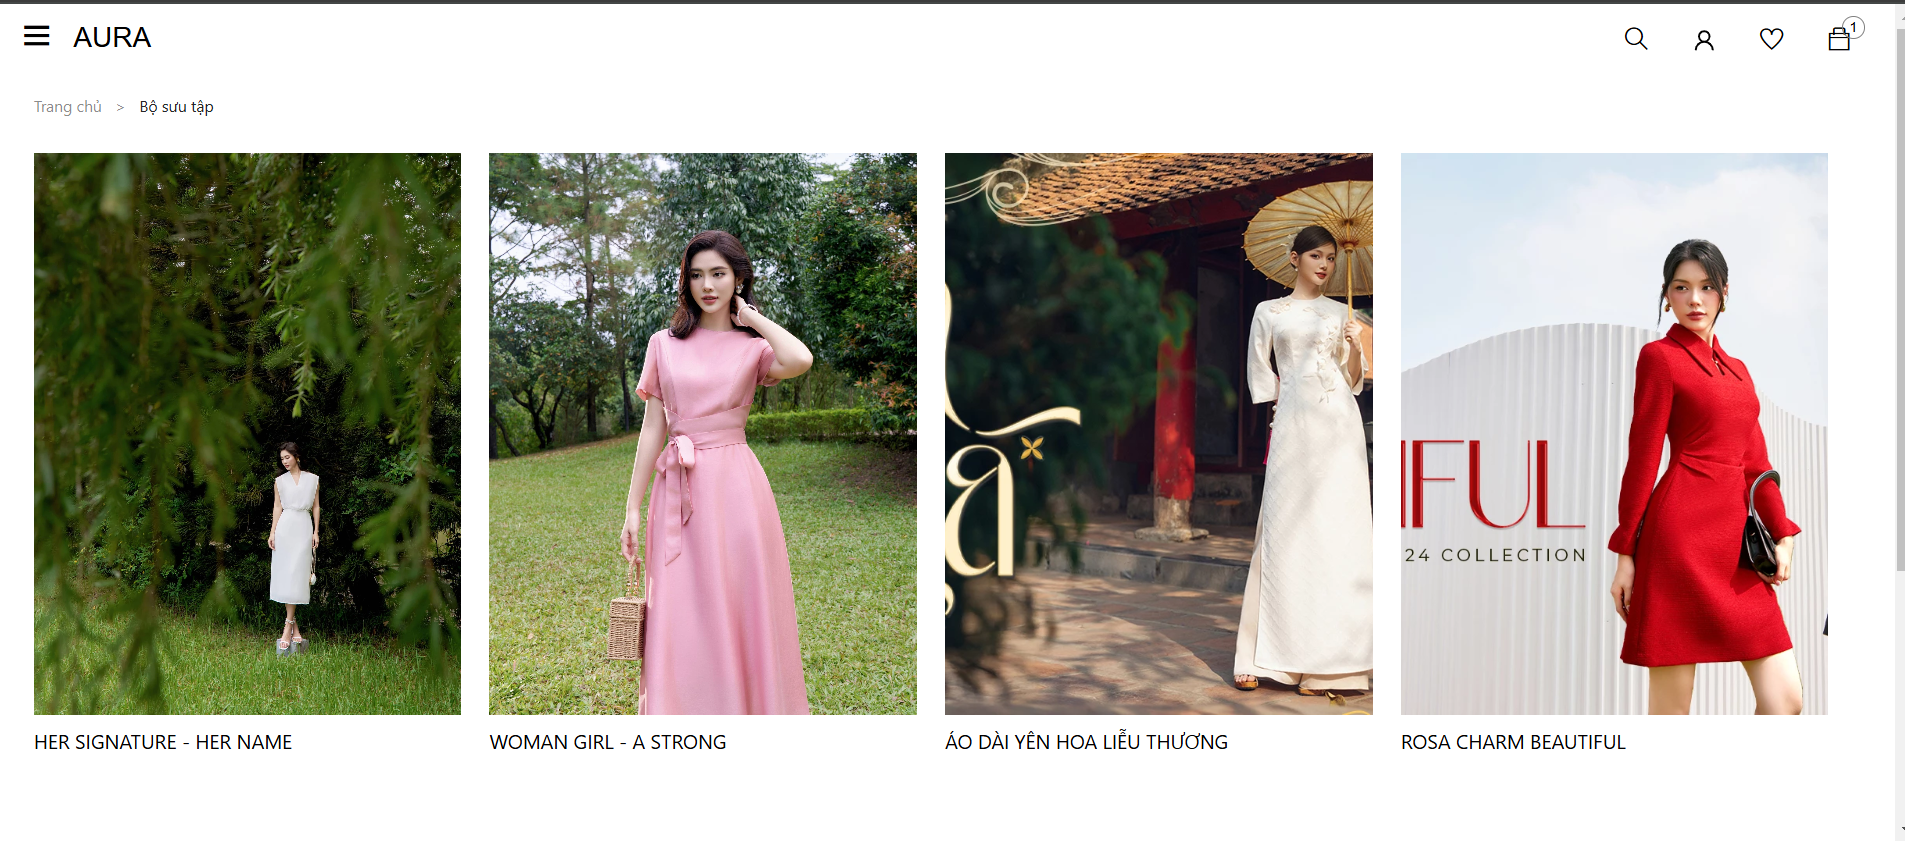 AURA
1
Trang chủ > Bộ sưu tập
IFUL
24 COLLECTION
HER SIGNATURE - HER NAME
WOMAN GIRL - A STRONG
ÁO DÀI YÊN HOA LIỄU THƯƠNG
ROSA CHARM BEAUTIFUL